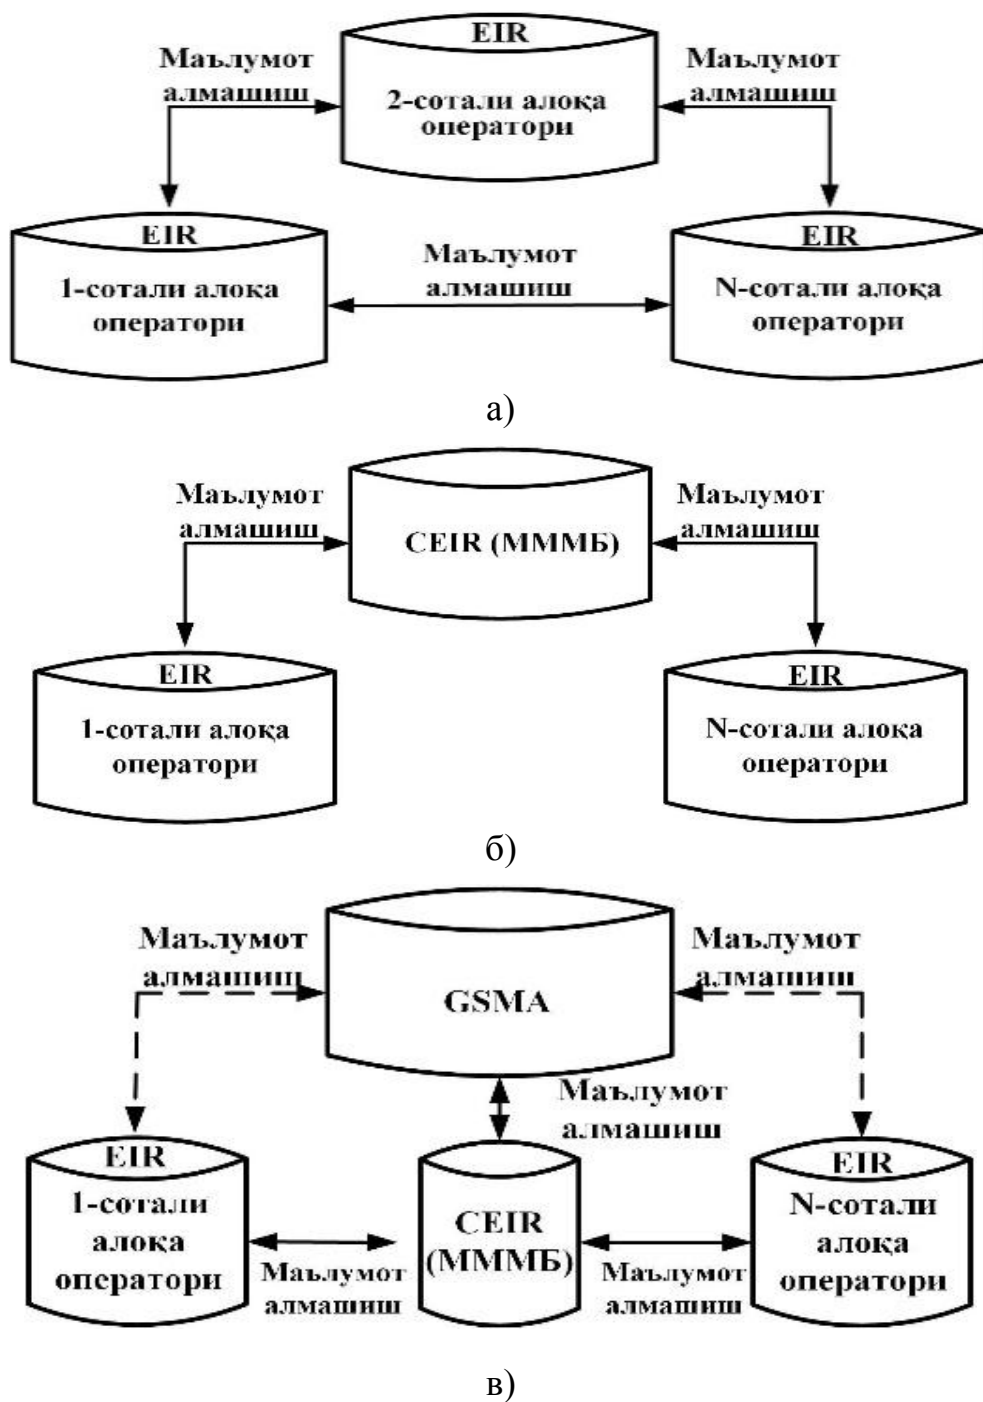 EIR
2-сотали алоқа
оператори
Маълумот
алмашиш
Маълумот
алмашиш
EIR
1-сотали алоқа
оператори
Маълумот
алмашиш
EIR
N-сотали алоқа
оператори
а)
Маълумот
алмашиш
CEIR (МММБ)
Маълумот
алмашиш
EIR
1-сотали алоқа
оператори
EIR
N-сотали алоқа
оператори
б)
Маълумот
алмашиш
GSMA
Маълумот
алмашиш
Маълумот
алмашиш
EIR
1-сотали
алоқа
оператори
Маълумот
алмашиш
CEIR
(МММБ)
Маълумот
алмашиш
EIR
N-сотали
алоқа
оператори
в)